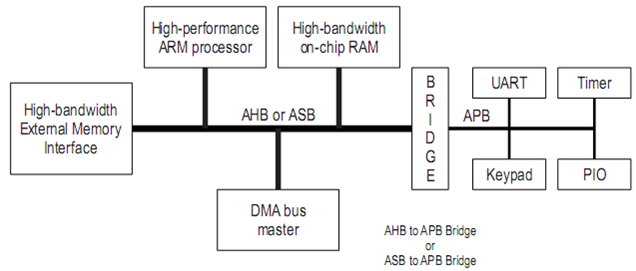 High-performance
ARM processor
High-bandwidth
on-chip RAM
High-bandwidth
External Memory
Interface
AHB or ASB
B
R
I
D
G
E
UART
Timer
APB
Keypad
PIO
DMA bus
master
AHB to APB Bridge
or
ASB to APB Bridge